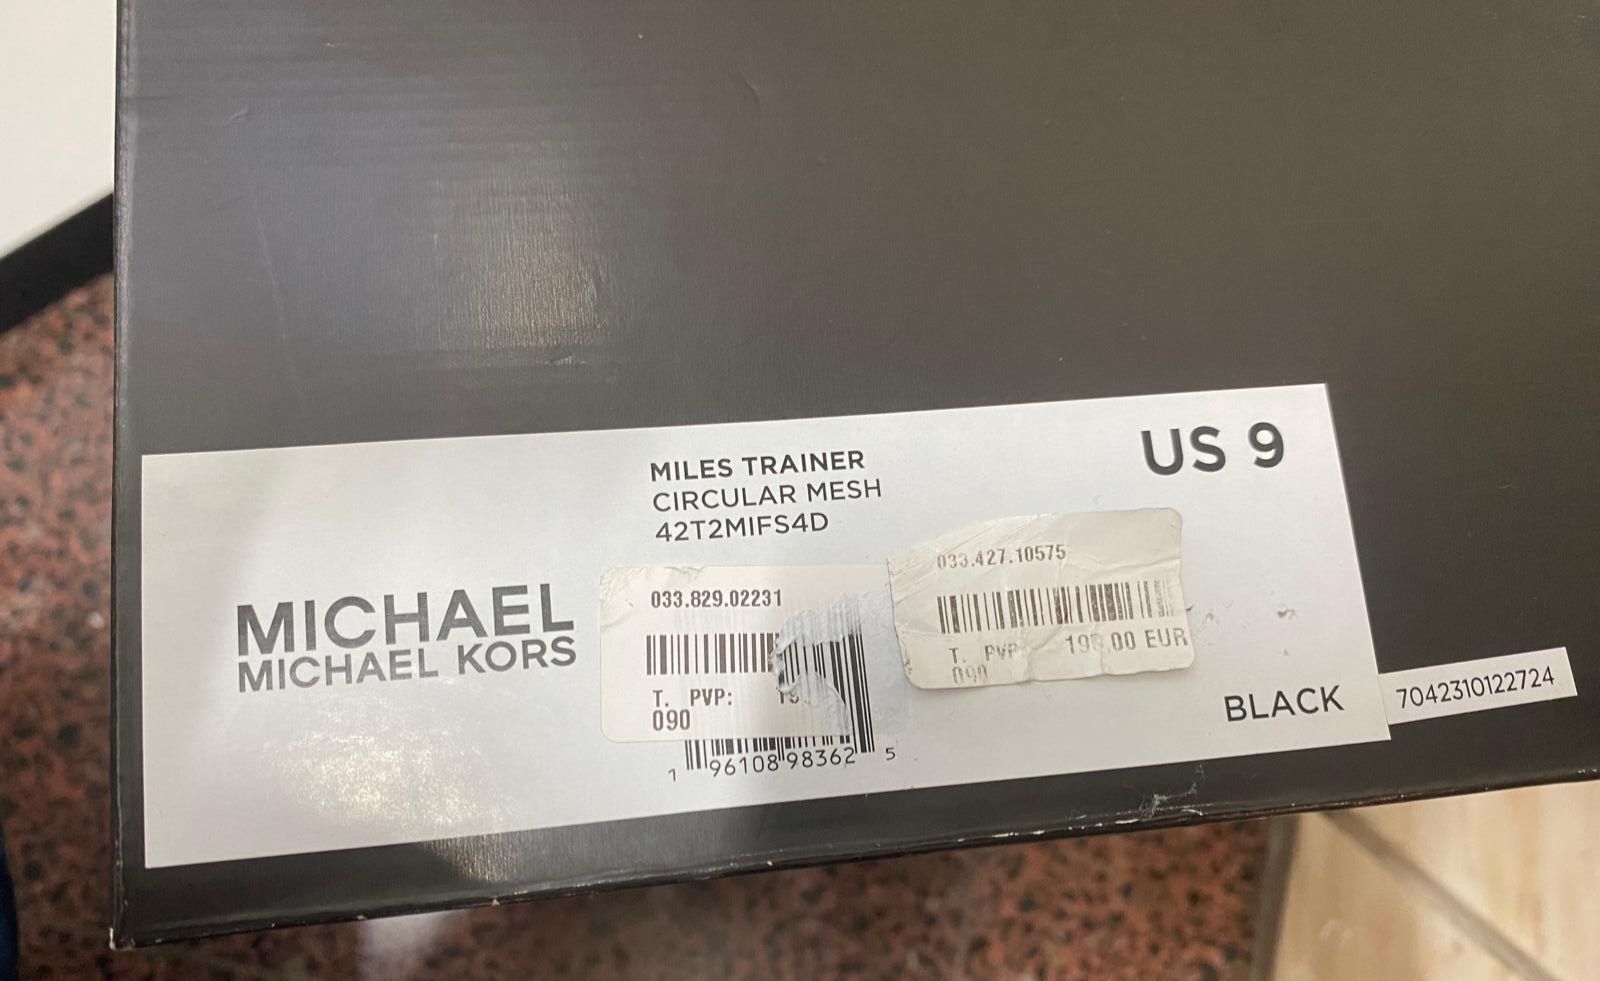 MILES TRAINER
CIRCULAR MESH
42T2MIFS4D
US 9
MICHAEL
MICHAEL KORS
033.829.02231
T. PVP:
090
033.427.10575
T. PVP
EUR
090
1 96108 98362 5
BLACK
7042310122724